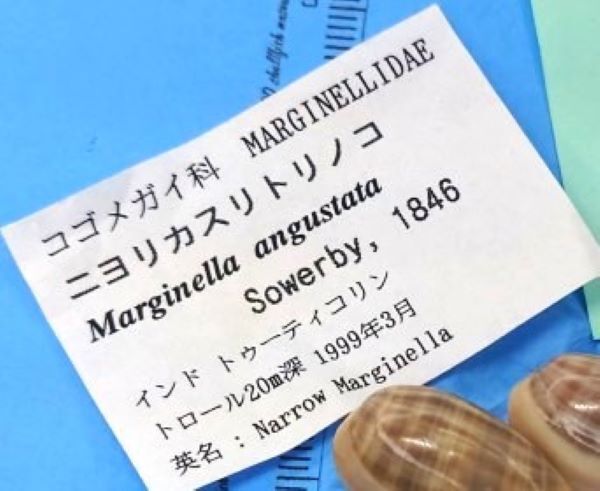 コゴメガイ科 MARGINELLIDAE
ニヨリカスリトリノコ
Marginella angustata
Sowerby, 1846
インド トゥーティコリン
トロール20m深 1999年3月
英名 : Narrow Marginella